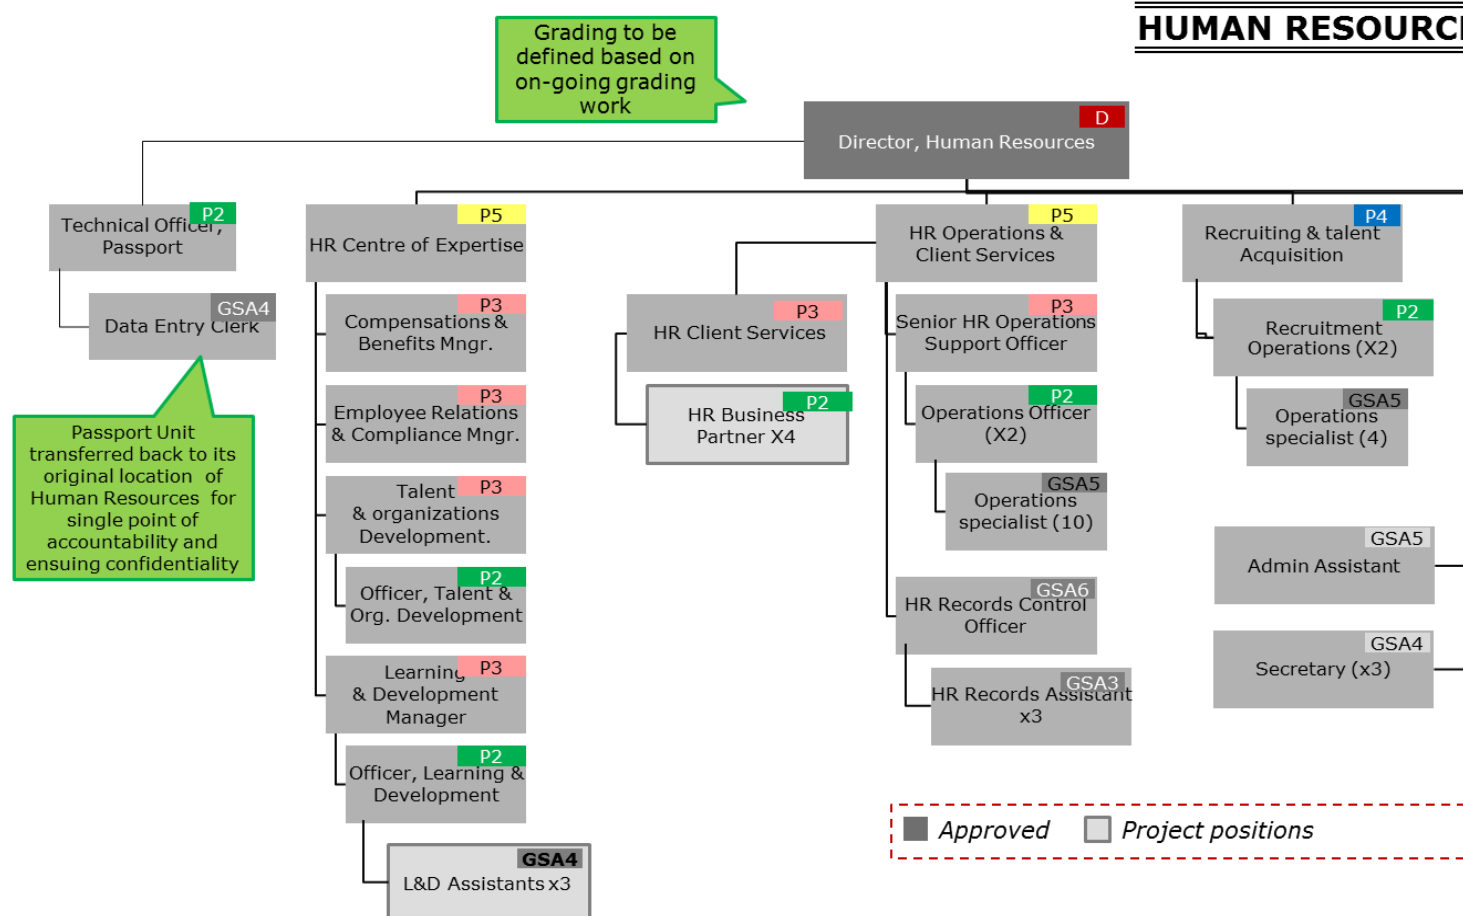 HUMAN RESOURC
Grading to be
defined based on
on-going grading
work
D
Director, Human Resources
P2
Technical Officer,
Passport
GSA4
Data Entry Clerk
Passport Unit
transferred back to its
original location of
Human Resources for
single point of
accountability and
ensuing confidentiality
P5
HR Centre of Expertise
P3
Compensations &
Benefits Mngr.
P3
Employee Relations
& Compliance Mngr.
P3
Talent
& organizations
Development.
P2
Officer, Talent &
Org. Development
P3
Learning
& Development
Manager
P2
Officer, Learning &
Development
GSA4
L&D Assistants x3
P5
HR Operations &
Client Services
P3
HR Client Services
P2
HR Business
Partner X4
P3
Senior HR Operations
Support Officer
P2
Operations Officer
(X2)
GSA5
Operations
specialist (10)
GSA6
HR Records Control
Officer
GSA3
HR Records Assistant
x3
P4
Recruiting & talent
Acquisition
P2
Recruitment
Operations (X2)
GSA5
Operations
specialist (4)
GSA5
Admin Assistant
GSA4
Secretary (x3)
Approved
Project positions